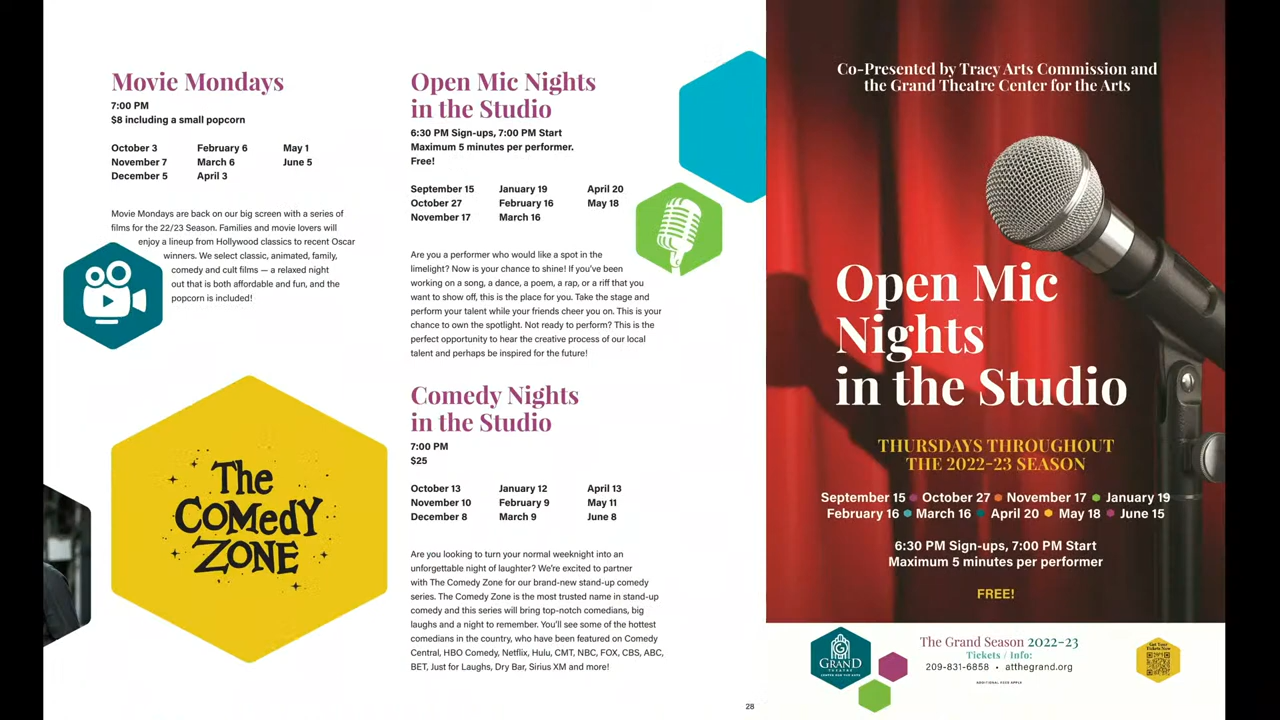 Movie Mondays
7:00 PM
$8 including a small popcorn
October 3 February 6 May 1
November 7 March 6 June 5
December 5 April 3
Movie Mondays are back on our big screen with a series of
films for the 22/23 Season. Families and movie lovers will
enjoy a lineup from Hollywood classics to recent Oscar
winners. We select classic, animated, family,
comedy and cult films — a relaxed night
out that is both affordable and fun, and the
popcorn is included!
The
COMedY
ZONE
Open Mic Nights
in the Studio
6:30 PM Sign-ups, 7:00 PM Start
Maximum 5 minutes per performer.
Free!
September 15 January 19 April 20
October 27 February 16 May 18
November 17 March 16
Are you a performer who would like a spot in the
limelight? Now is your chance to shine! If you've been
working on a song, a dance, a poem, a rap, or a riff that you
want to show off, this is the place for you. Take the stage and
perform your talent while your friends cheer you on. This is your
chance to own the spotlight. Not ready to perform? This is the
perfect opportunity to hear the creative process of our local
talent and perhaps be inspired for the future!
Comedy Nights
in the Studio
7:00 PM
$25
October 13 January 12 April 13
November 10 February 9 May 11
December 8 March 9 June 8
Are you looking to turn your normal weeknight into an
unforgettable night of laughter? We're excited to partner
with The Comedy Zone for our brand-new stand-up comedy
series. The Comedy Zone is the most trusted name in stand-up
comedy and this series will bring top-notch comedians, big
laughs and a night to remember. You'll see some of the hottest
comedians in the country, who have been featured on Comedy
Central, HBO Comedy, Netflix, Hulu, CMT, NBC, FOX, CBS, ABC,
BET, Just for Laughs, Dry Bar, Sirius XM and more!
28
Co-Presented by Tracy Arts Commission and
the Grand Theatre Center for the Arts
Open Mic
Nights
in the Studio
THURSDAYS THROUGHOUT
THE 2022-23 SEASON
September 15 • October 27 • November 17 • January 19
February 16 • March 16 • April 20 • May 18 • June 15
6:30 PM Sign-ups, 7:00 PM Start
Maximum 5 minutes per performer
FREE!
GRAND
THEATRE
CENTER FOR THE ARTS
The Grand Season 2022-23
Tickets / Info:
209-831-6858 • atthegrand.org
ADDITIONAL FEES APPLY
Get Your
Tickets Now